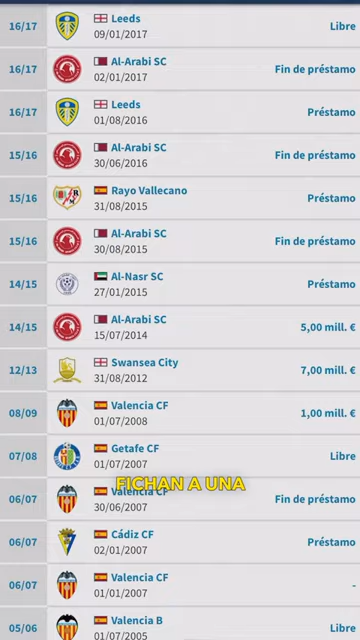 16/17 Leeds Libre
09/01/2017
16/17 Al-Arabi SC Fin de préstamo
02/01/2017
16/17 Leeds Préstamo
01/08/2016
15/16 Al-Arabi SC Fin de préstamo
30/06/2016
15/16 Rayo Vallecano Préstamo
31/08/2015
15/16 Al-Arabi SC Fin de préstamo
30/08/2015
14/15 Al-Nasr SC Préstamo
27/01/2015
14/15 Al-Arabi SC 5,00 mill. €
15/07/2014
12/13 Swansea City 7,00 mill. €
31/08/2012
08/09 Valencia CF 1,00 mill. €
01/07/2008
07/08 Getafe CF Libre
01/07/2007
FICHAN A UNA
06/07 Valencia CF Fin de préstamo
30/06/2007
06/07 Cádiz CF Préstamo
02/01/2007
06/07 Valencia CF -
01/01/2007
05/06 Valencia B Libre
01/07/2005